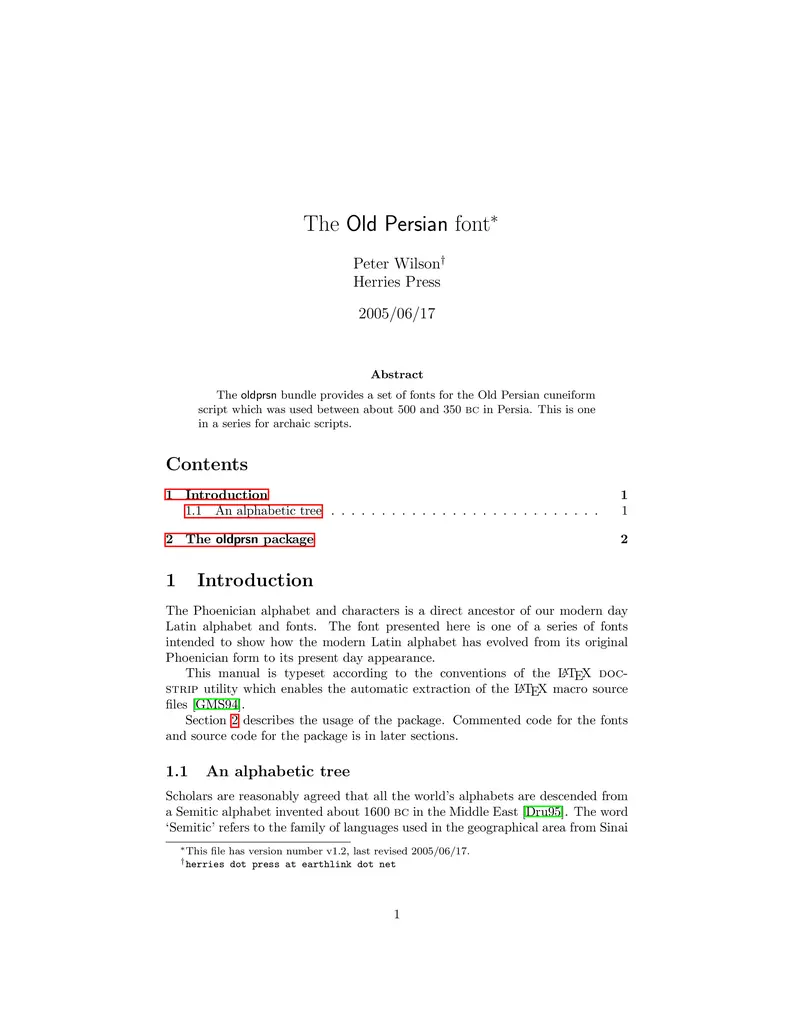 The Old Persian font*
Peter Wilson†
Herries Press
2005/06/17
Abstract
The oldprsn bundle provides a set of fonts for the Old Persian cuneiform
script which was used between about 500 and 350 BC in Persia. This is one
in a series for archaic scripts.
Contents
1 Introduction 1
1.1 An alphabetic tree . . . . . . . . . . . . . . . . . . . . . . . . . . . 1
2 The oldprsn package 2
1 Introduction
The Phoenician alphabet and characters is a direct ancestor of our modern day
Latin alphabet and fonts. The font presented here is one of a series of fonts
intended to show how the modern Latin alphabet has evolved from its original
Phoenician form to its present day appearance.
This manual is typeset according to the conventions of the LATEX DOC-
STRIP utility which enables the automatic extraction of the LATEX macro source
files [GMS94].
Section 2 describes the usage of the package. Commented code for the fonts
and source code for the package is in later sections.
1.1 An alphabetic tree
Scholars are reasonably agreed that all the world's alphabets are descended from
a Semitic alphabet invented about 1600 BC in the Middle East [Dru95]. The word
‘Semitic’ refers to the family of languages used in the geographical area from Sinai
*This file has version number v1.2, last revised 2005/06/17.
†herries dot press at earthlink dot net
1